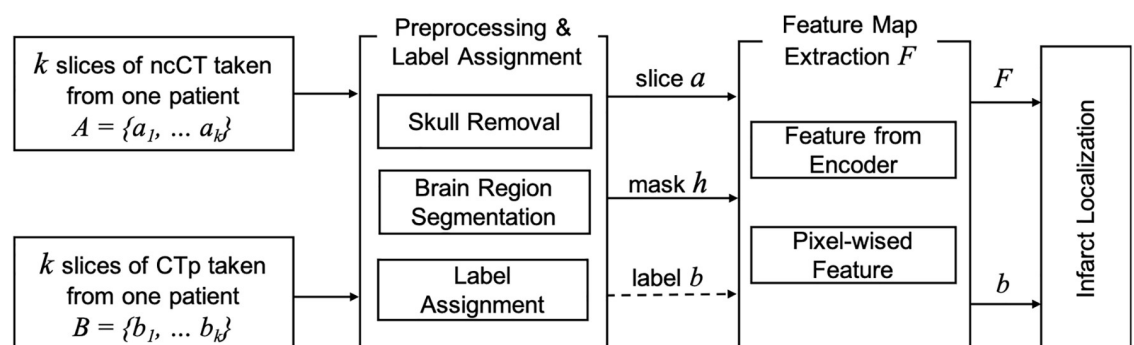 k slices of ncCT taken
from one patient
A = {a1, ... ak}
k slices of CTp taken
from one patient
B = {b1, ... bk}
Preprocessing &
Label Assignment
Skull Removal
Brain Region
Segmentation
Label
Assignment
slice a
mask h
label b
Feature Map
Extraction F
Feature from
Encoder
Pixel-wised
Feature
F
b
Infarct Localization